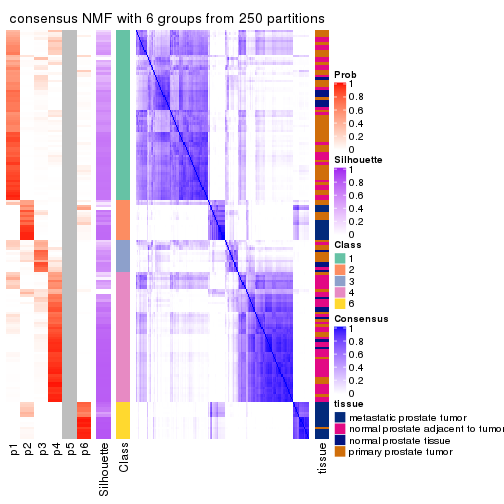 consensus NMF with 6 groups from 250 partitions
Prob
1
0.8
0.6
0.4
0.2
0
Silhouette
1
0.8
0.6
0.4
0.2
0
Class
1
2
3
4
6
Consensus
1
0.8
0.6
0.4
0.2
0
tissue
metastatic prostate tumor
normal prostate adjacent to tumor
normal prostate tissue
primary prostate tumor
p1
p2
p3
p4
p5
p6
Silhouette
Class
tissue